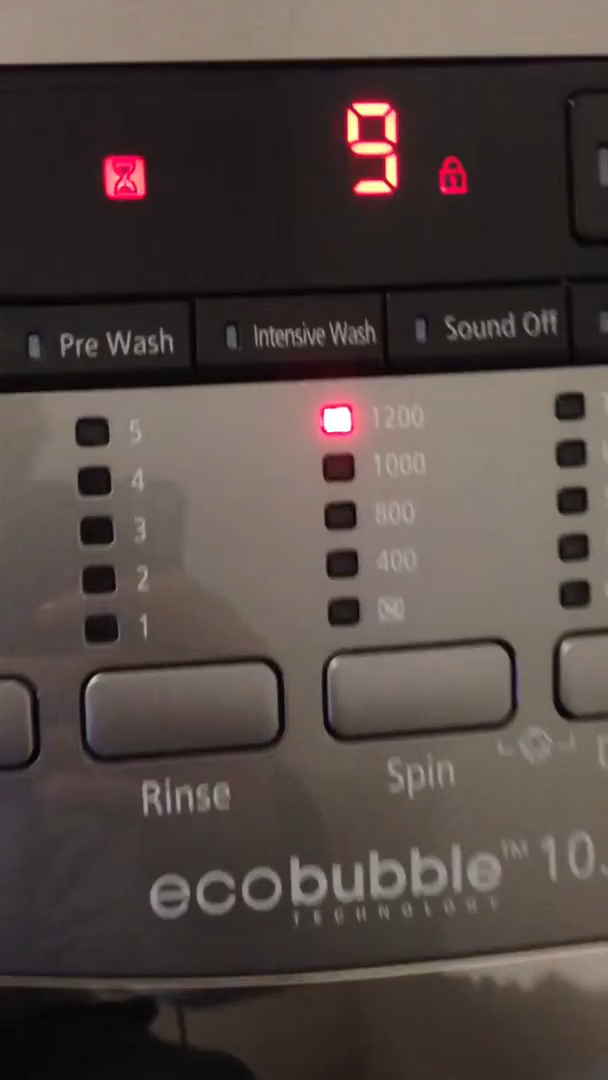 9
Pre Wash
Intensive Wash
Sound Off
5
1200
4
1000
3
800
2
400
1
Rinse
Spin
ecobubble™ 10.
TECHNOLOGY